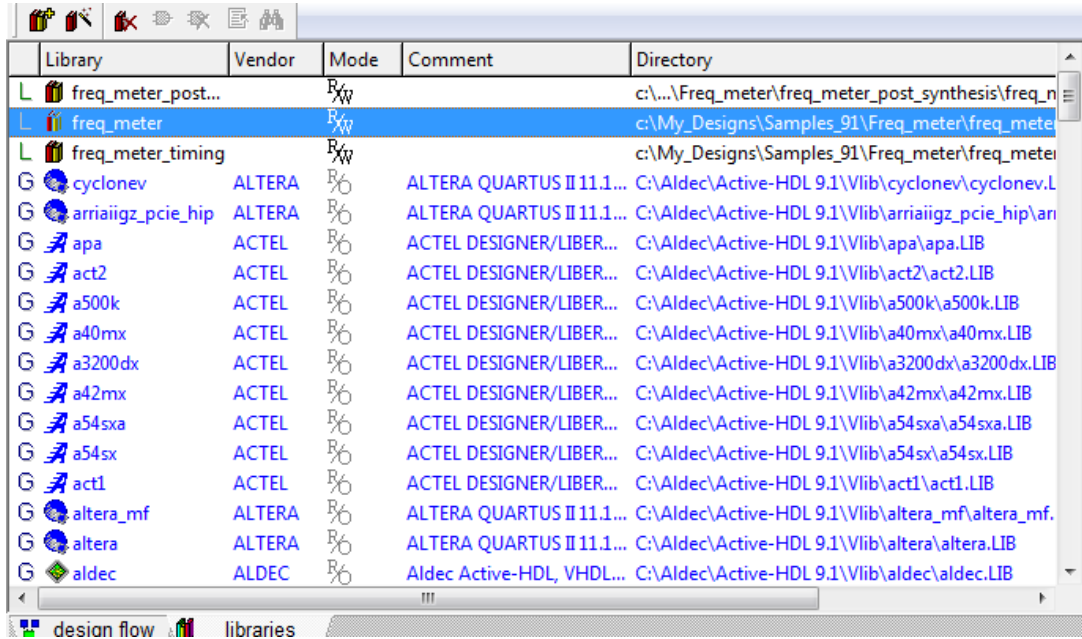 Library Vendor Mode Comment Directory
L freq_meter_post... R/W c:\...\Freq_meter\freq_meter_post_synthesis\freq_n
L freq_meter R/W c:\My_Designs\Samples_91\Freq_meter\freq_meter
L freq_meter_timing R/W c:\My_Designs\Samples_91\Freq_meter\freq_meter
G cyclonev ALTERA R/O ALTERA QUARTUS II 11.1... C:\Aldec\Active-HDL 9.1\Vlib\cyclonev\cyclonev.L
G arriaiigz_pcie_hip ALTERA R/O ALTERA QUARTUS II 11.1... C:\Aldec\Active-HDL 9.1\Vlib\arriaiigz_pcie_hip\arr
G apa ACTEL R/O ACTEL DESIGNER/LIBER... C:\Aldec\Active-HDL 9.1\Vlib\apa\apa.LIB
G act2 ACTEL R/O ACTEL DESIGNER/LIBER... C:\Aldec\Active-HDL 9.1\Vlib\act2\act2.LIB
G a500k ACTEL R/O ACTEL DESIGNER/LIBER... C:\Aldec\Active-HDL 9.1\Vlib\a500k\a500k.LIB
G a40mx ACTEL R/O ACTEL DESIGNER/LIBER... C:\Aldec\Active-HDL 9.1\Vlib\a40mx\a40mx.LIB
G a3200dx ACTEL R/O ACTEL DESIGNER/LIBER... C:\Aldec\Active-HDL 9.1\Vlib\a3200dx\a3200dx.LIB
G a42mx ACTEL R/O ACTEL DESIGNER/LIBER... C:\Aldec\Active-HDL 9.1\Vlib\a42mx\a42mx.LIB
G a54sxa ACTEL R/O ACTEL DESIGNER/LIBER... C:\Aldec\Active-HDL 9.1\Vlib\a54sxa\a54sxa.LIB
G a54sx ACTEL R/O ACTEL DESIGNER/LIBER... C:\Aldec\Active-HDL 9.1\Vlib\a54sx\a54sx.LIB
G act1 ACTEL R/O ACTEL DESIGNER/LIBER... C:\Aldec\Active-HDL 9.1\Vlib\act1\act1.LIB
G altera_mf ALTERA R/O ALTERA QUARTUS II 11.1... C:\Aldec\Active-HDL 9.1\Vlib\altera_mf\altera_mf.
G altera ALTERA R/O ALTERA QUARTUS II 11.1... C:\Aldec\Active-HDL 9.1\Vlib\altera\altera.LIB
G aldec ALDEC R/O Aldec Active-HDL, VHDL... C:\Aldec\Active-HDL 9.1\Vlib\aldec\aldec.LIB
design flow libraries